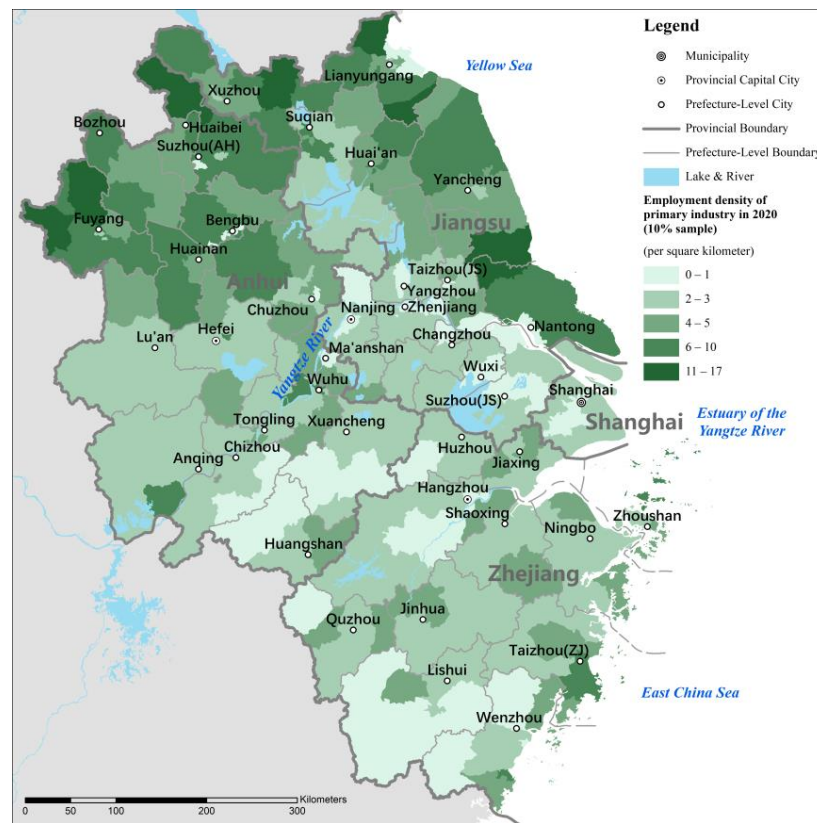 Legend
Municipality
Provincial Capital City
Prefecture-Level City
Provincial Boundary
Prefecture-Level Boundary
Lake & River
Employment density of
primary industry in 2020
(10% sample)
(per square kilometer)
0 – 1
2 – 3
4 – 5
6 – 10
11 – 17
Yellow Sea
Lianyungang
Xuzhou
Bozhou
Huaibei
Suqian
Suzhou(AH)
Huai'an
Yancheng
Fuyang
Bengbu
Jiangsu
Huainan
Anhui
Taizhou(JS)
Yangzhou
Chuzhou
Nanjing
Zhenjiang
Nantong
Lu'an
Hefei
Yangtze River
Changzhou
Ma'anshan
Wuxi
Wuhu
Suzhou(JS)
Shanghai
Shanghai
Estuary of the
Yangtze River
Tongling
Xuancheng
Chizhou
Huzhou
Anqing
Jiaxing
Hangzhou
Shaoxing
Ningbo
Zhoushan
Huangshan
Zhejiang
Quzhou
Jinhua
Taizhou(ZJ)
Lishui
East China Sea
Wenzhou
Kilometers
0 50 100 200 300